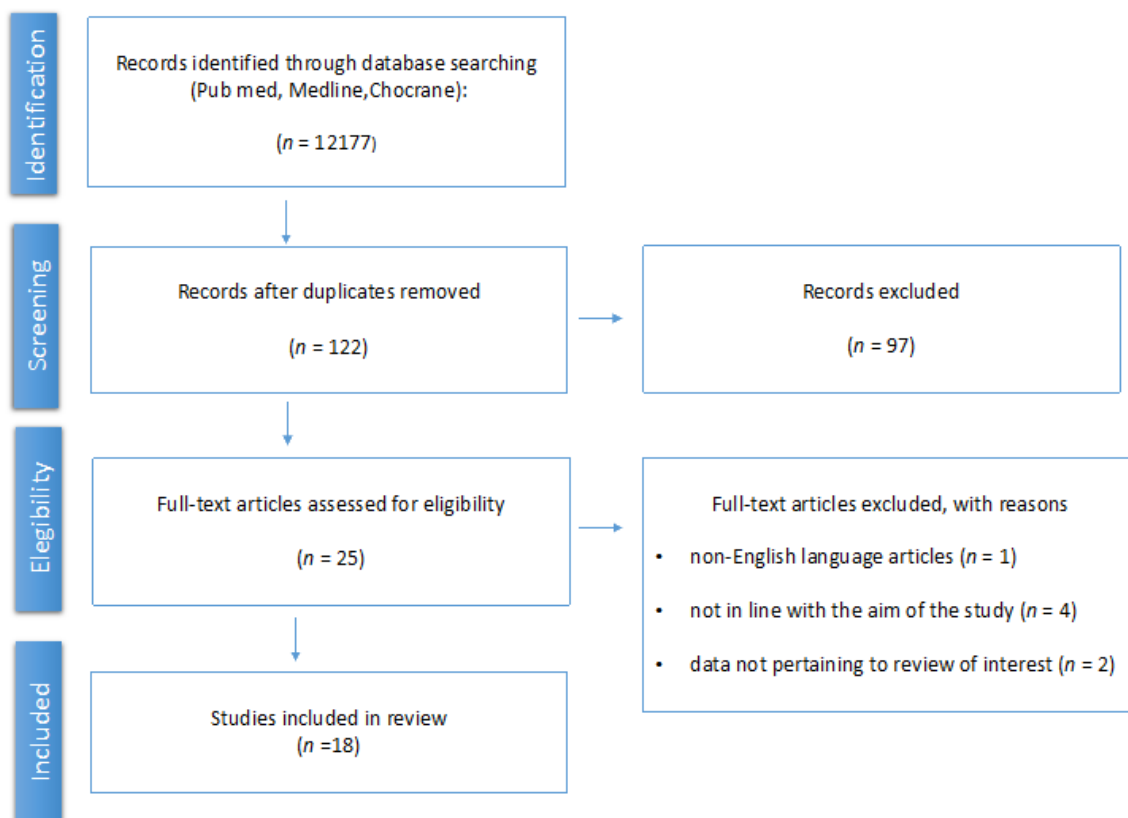 Identification
Records identified through database searching
(Pub med, Medline,Chocrane):
(n = 12177)
Screening
Records after duplicates removed
(n = 122)
Records excluded
(n = 97)
Elegibility
Full-text articles assessed for eligibility
(n = 25)
Full-text articles excluded, with reasons
• non-English language articles (n = 1)
• not in line with the aim of the study (n = 4)
• data not pertaining to review of interest (n = 2)
Included
Studies included in review
(n =18)